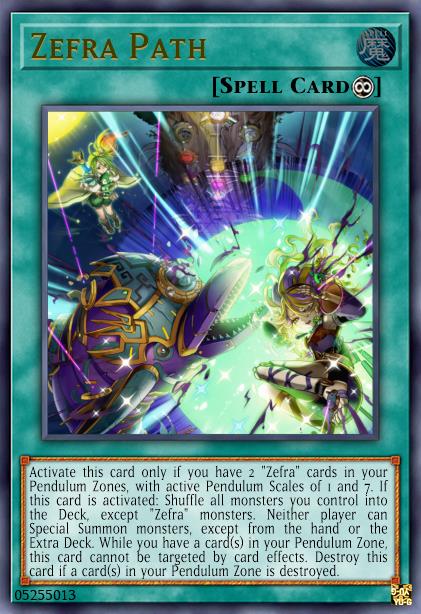 Zefra Path
SPELL
魔
[Spell Card]
Activate this card only if you have 2 "Zefra" cards in your
Pendulum Zones, with active Pendulum Scales of 1 and 7. If
this card is activated: Shuffle all monsters you control into
the Deck, except "Zefra" monsters. Neither player can
Special Summon monsters, except from the hand or the
Extra Deck. While you have a card(s) in your Pendulum Zone,
this card cannot be targeted by card effects. Destroy this
card if a card(s) in your Pendulum Zone is destroyed.
05255013